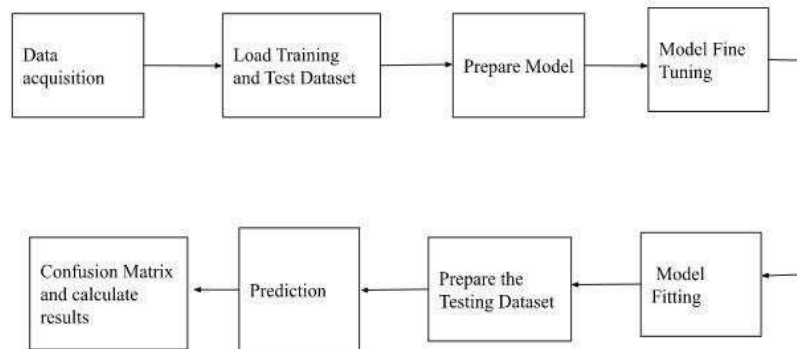 Data
acquisition
Load Training
and Test Dataset
Prepare Model
Model Fine
Tuning
Confusion Matrix
and calculate
results
Prediction
Prepare the
Testing Dataset
Model
Fitting